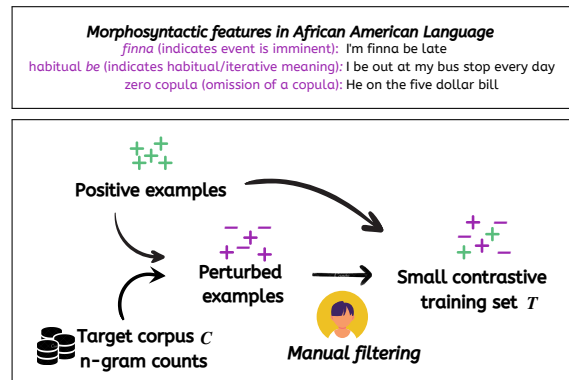 Morphosyntactic features in African American Language
finna (indicates event is imminent): I'm finna be late
habitual be (indicates habitual/iterative meaning): I be out at my bus stop every day
zero copula (omission of a copula): He on the five dollar bill
Positive examples
Perturbed
examples
Small contrastive
training set T
Target corpus C
n-gram counts
Manual filtering